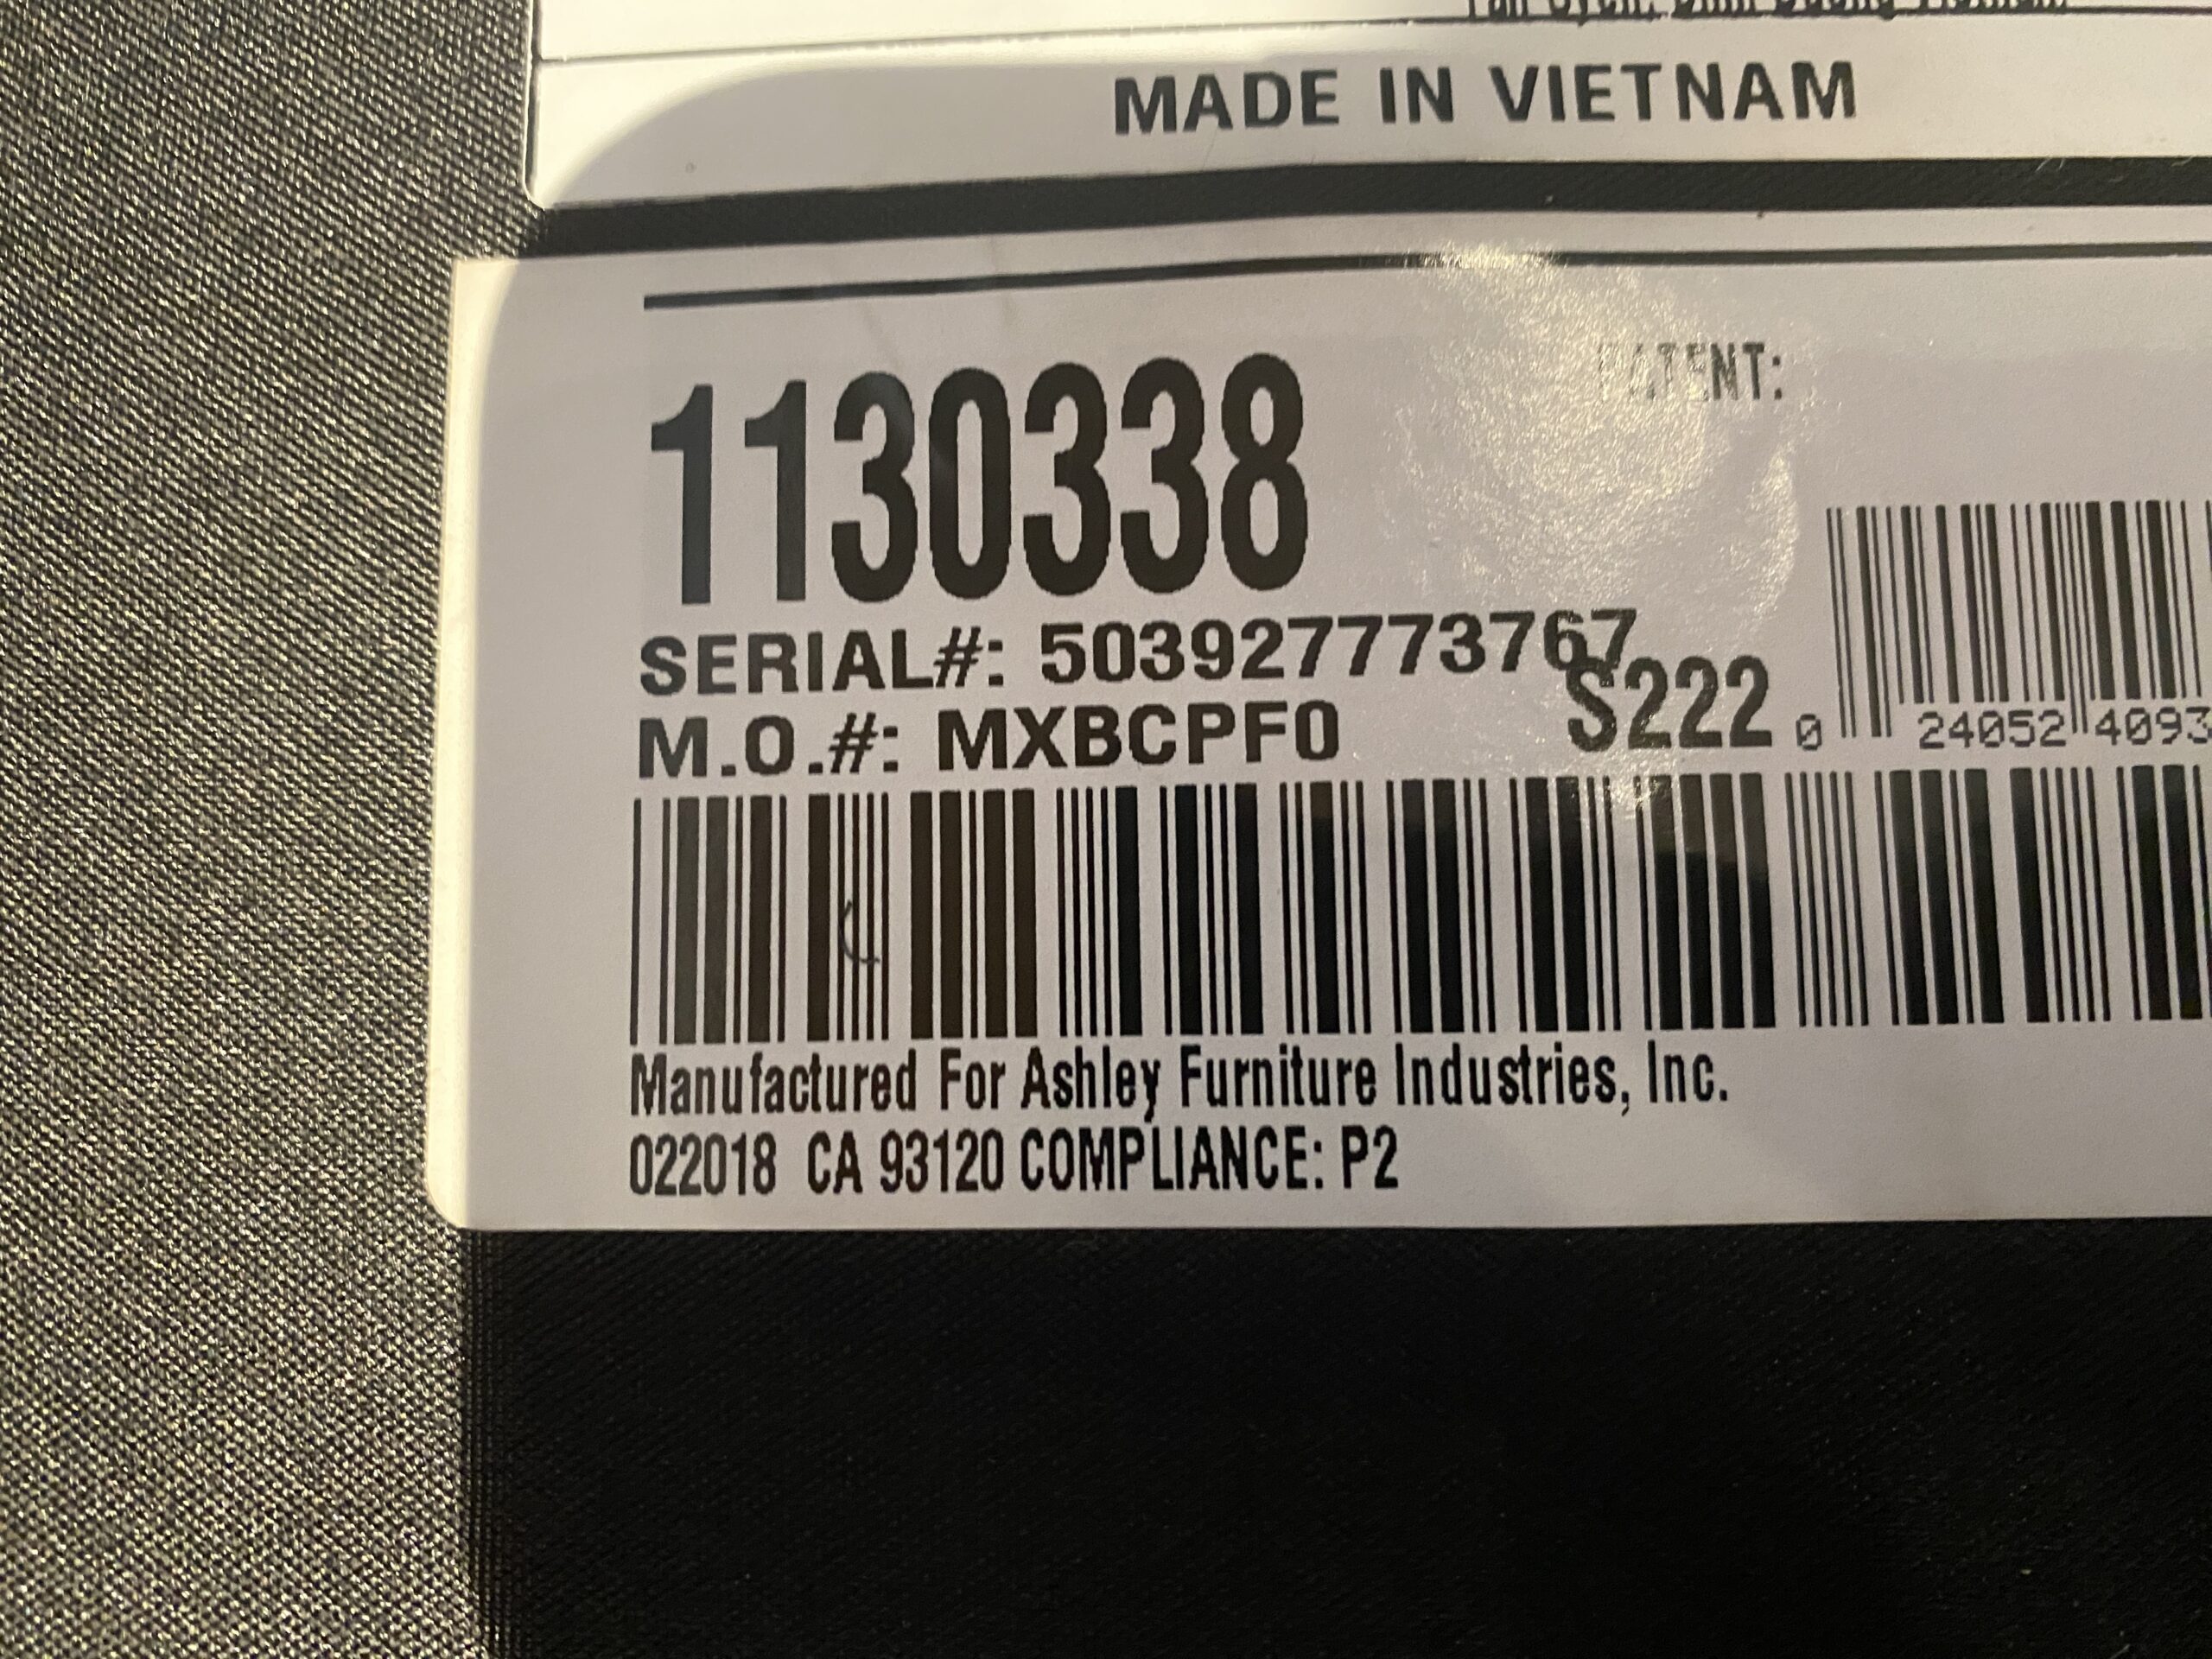 MADE IN VIETNAM
1130338
PATENT:
SERIAL#: 503927773767
M.O.#: MXBCPF0
S222
0 24052 4093
Manufactured For Ashley Furniture Industries, Inc.
022018 CA 93120 COMPLIANCE: P2